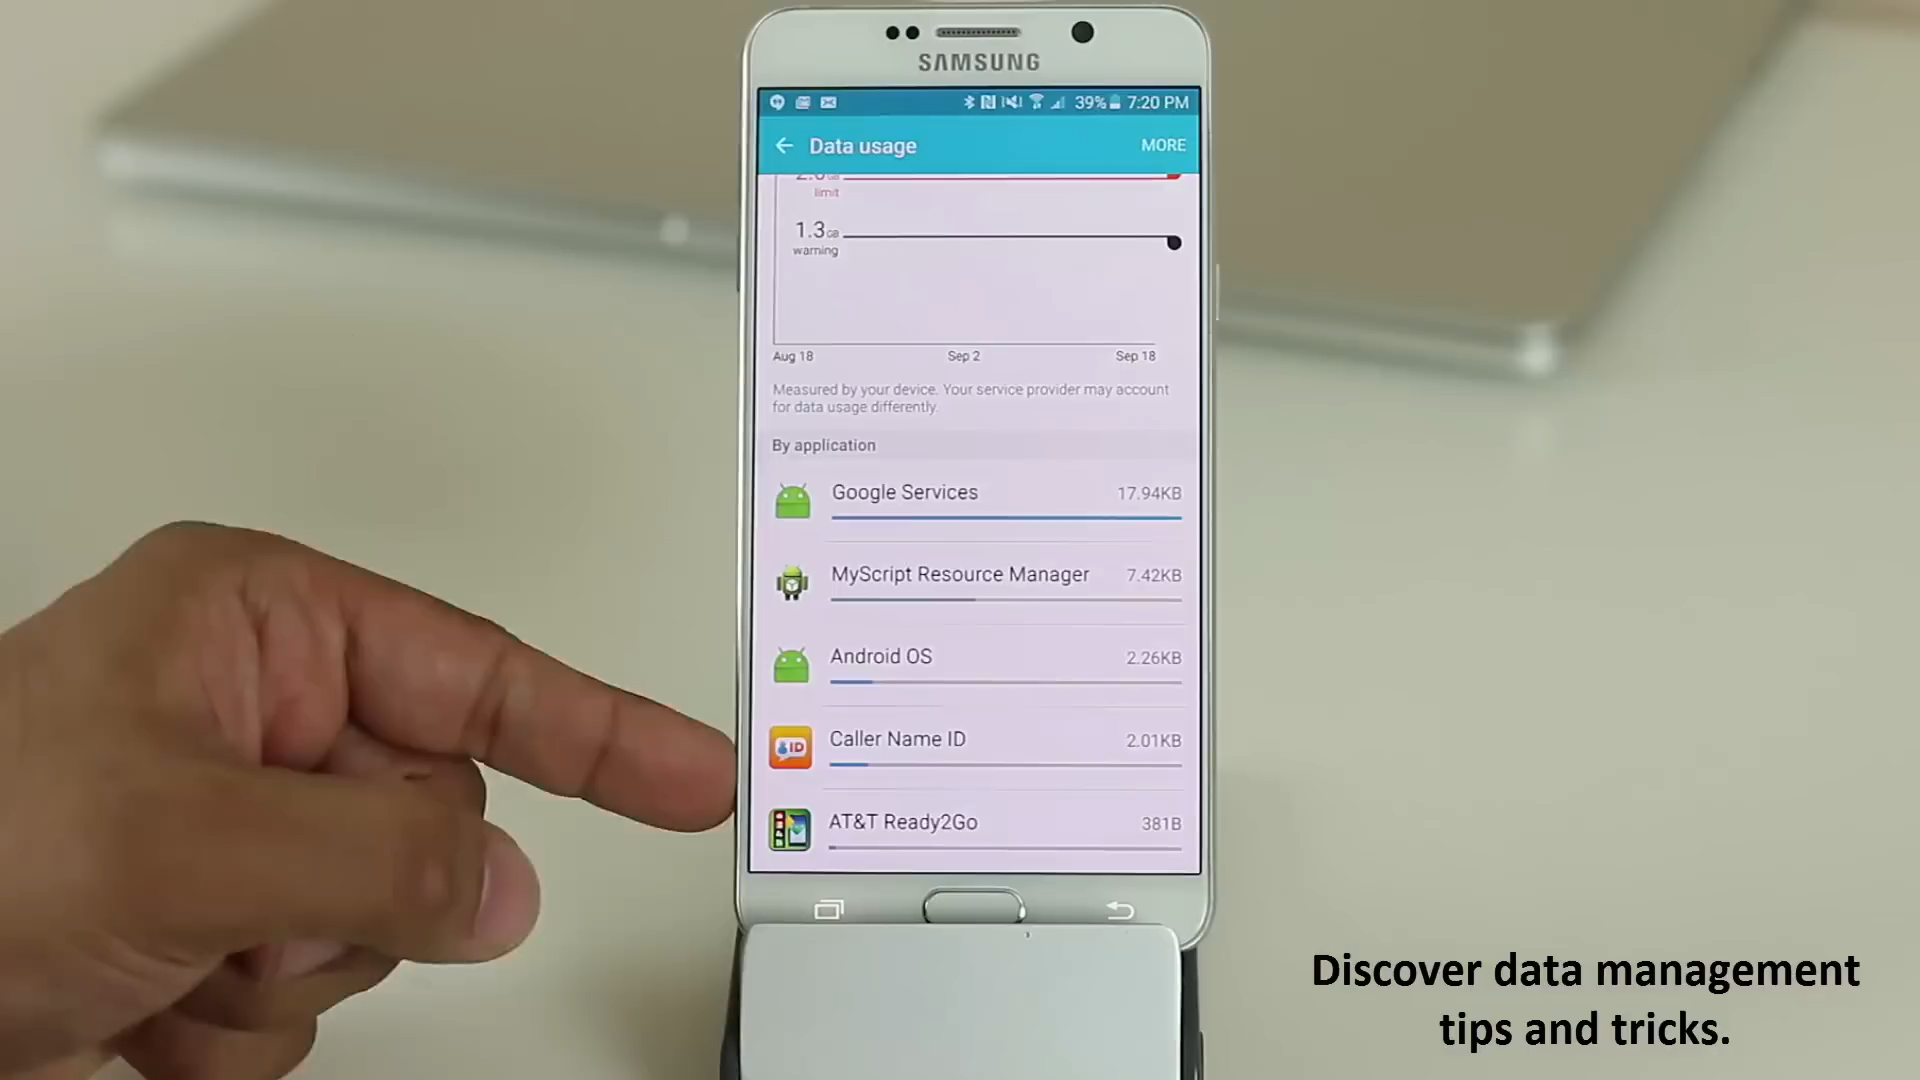 SAMSUNG
39% 7:20 PM
Data usage
MORE
limit
1.3GB
warning
Aug 18
Sep 2
Sep 18
Measured by your device. Your service provider may account
for data usage differently.
By application
Google Services
17.94KB
MyScript Resource Manager
7.42KB
Android OS
2.26KB
ID
Caller Name ID
2.01KB
AT&T Ready2Go
381B
Discover data management
tips and tricks.